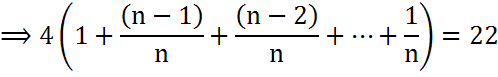 ⟹ 4(1 + (n − 1)/n + (n − 2)/n + ⋯ + 1/n) = 22